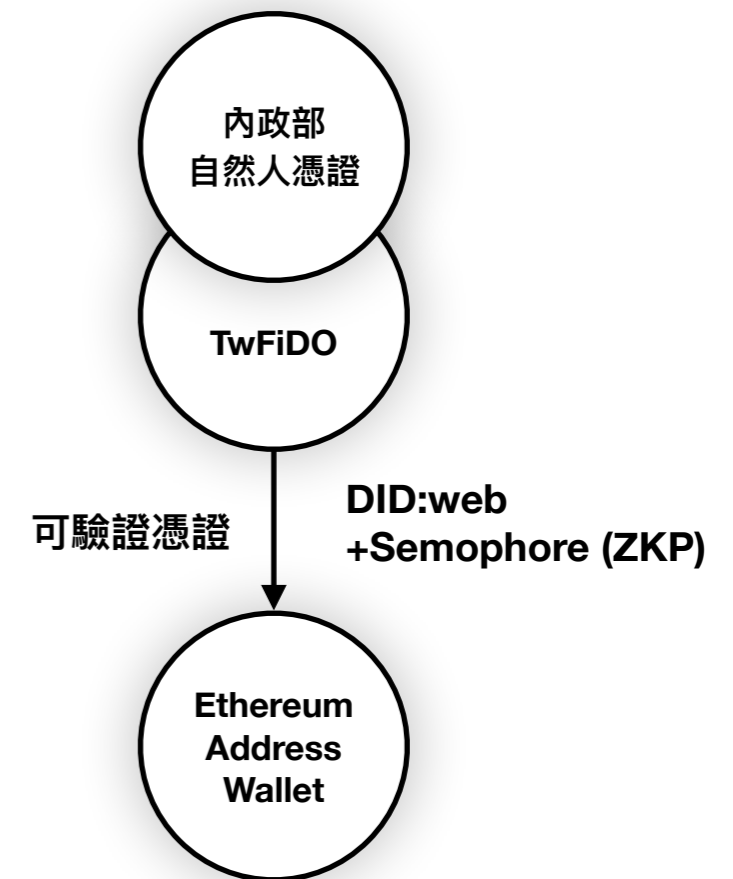 內政部
自然人憑證
TwFiDO
可驗證憑證
DID:web
+Semophore (ZKP)
Ethereum
Address
Wallet